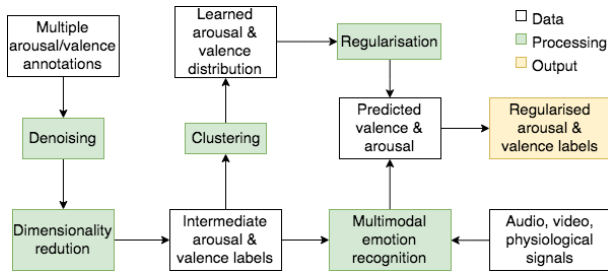 Multiple
arousal/valence
annotations
Learned arousal &
valence
distribution
Regularisation
Data
Processing
Output
Denoising
Clustering
Predicted
valence &
arousal
Regularised
arousal &
valence labels
Dimensionality
redution
Intermediate
arousal &
valence labels
Multimodal
emotion
recognition
Audio, video,
physiological
signals